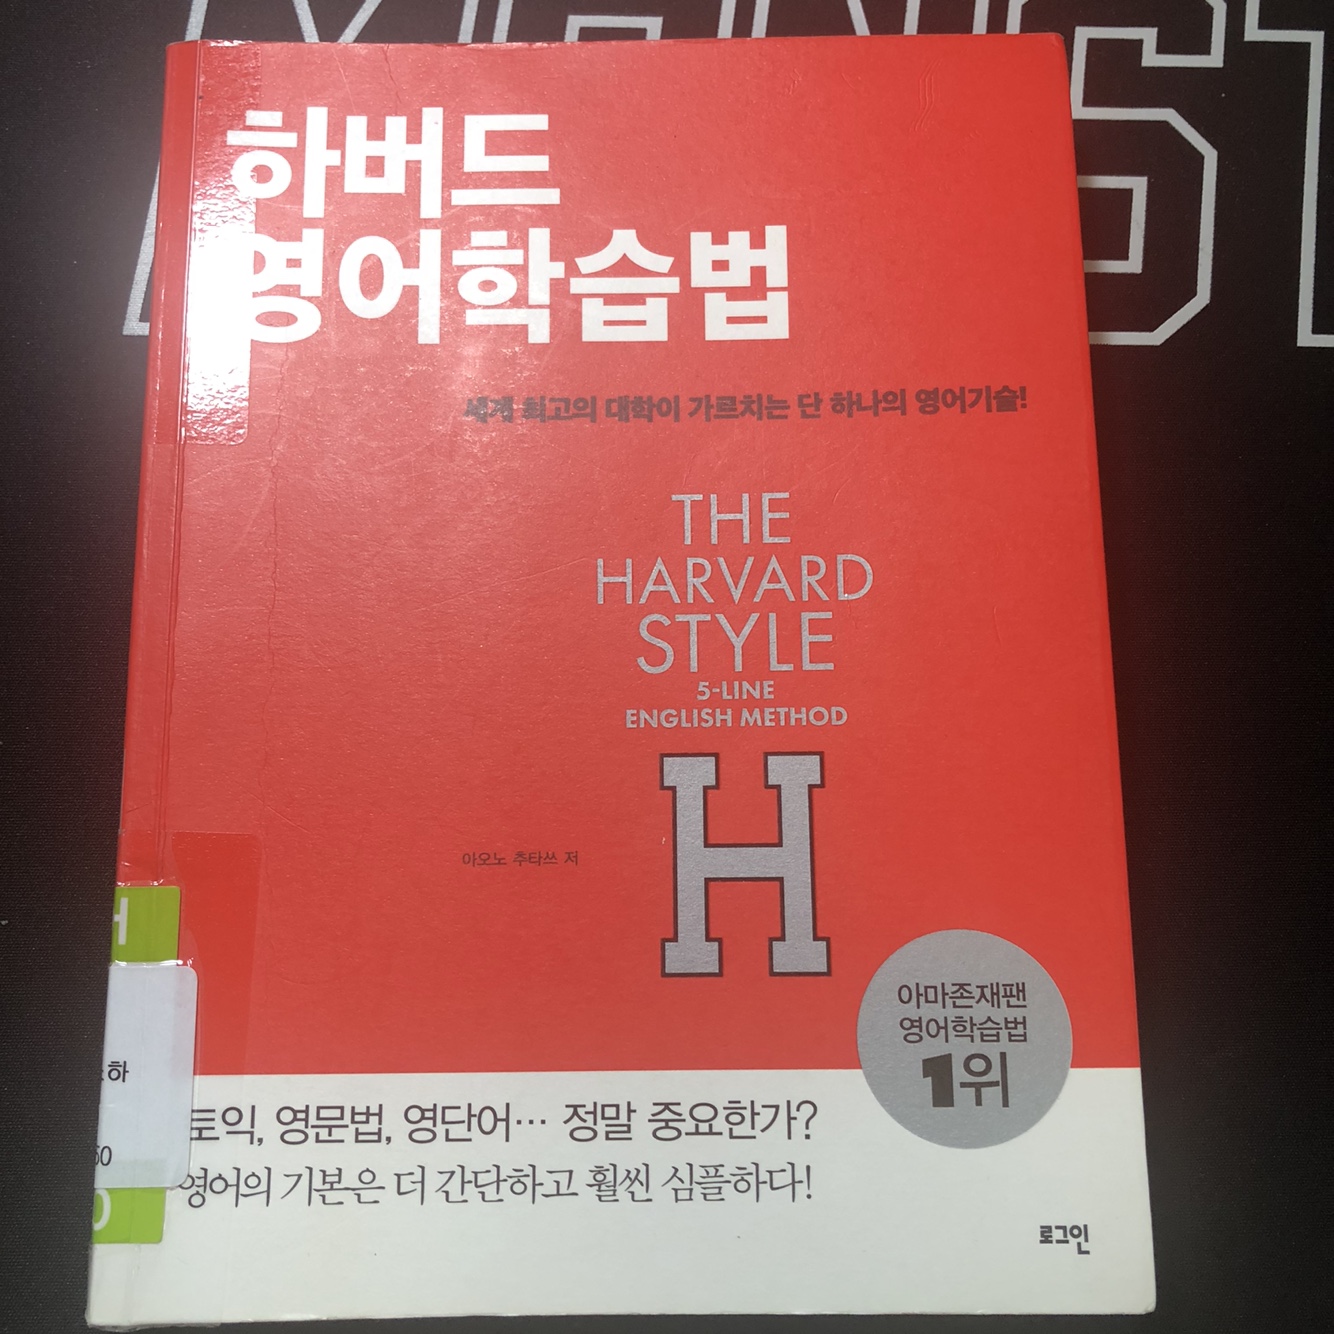 하버드
영어학습법
세계 최고의 대학이 가르치는 단 하나의 영어기술!
THE
HARVARD
STYLE
5-LINE
ENGLISH METHOD
H
아오노 추타쓰 저
아마존재팬
영어학습법
1위
토익, 영문법, 영단어… 정말 중요한가?
영어의 기본은 더 간단하고 훨씬 심플하다!
로그인
하